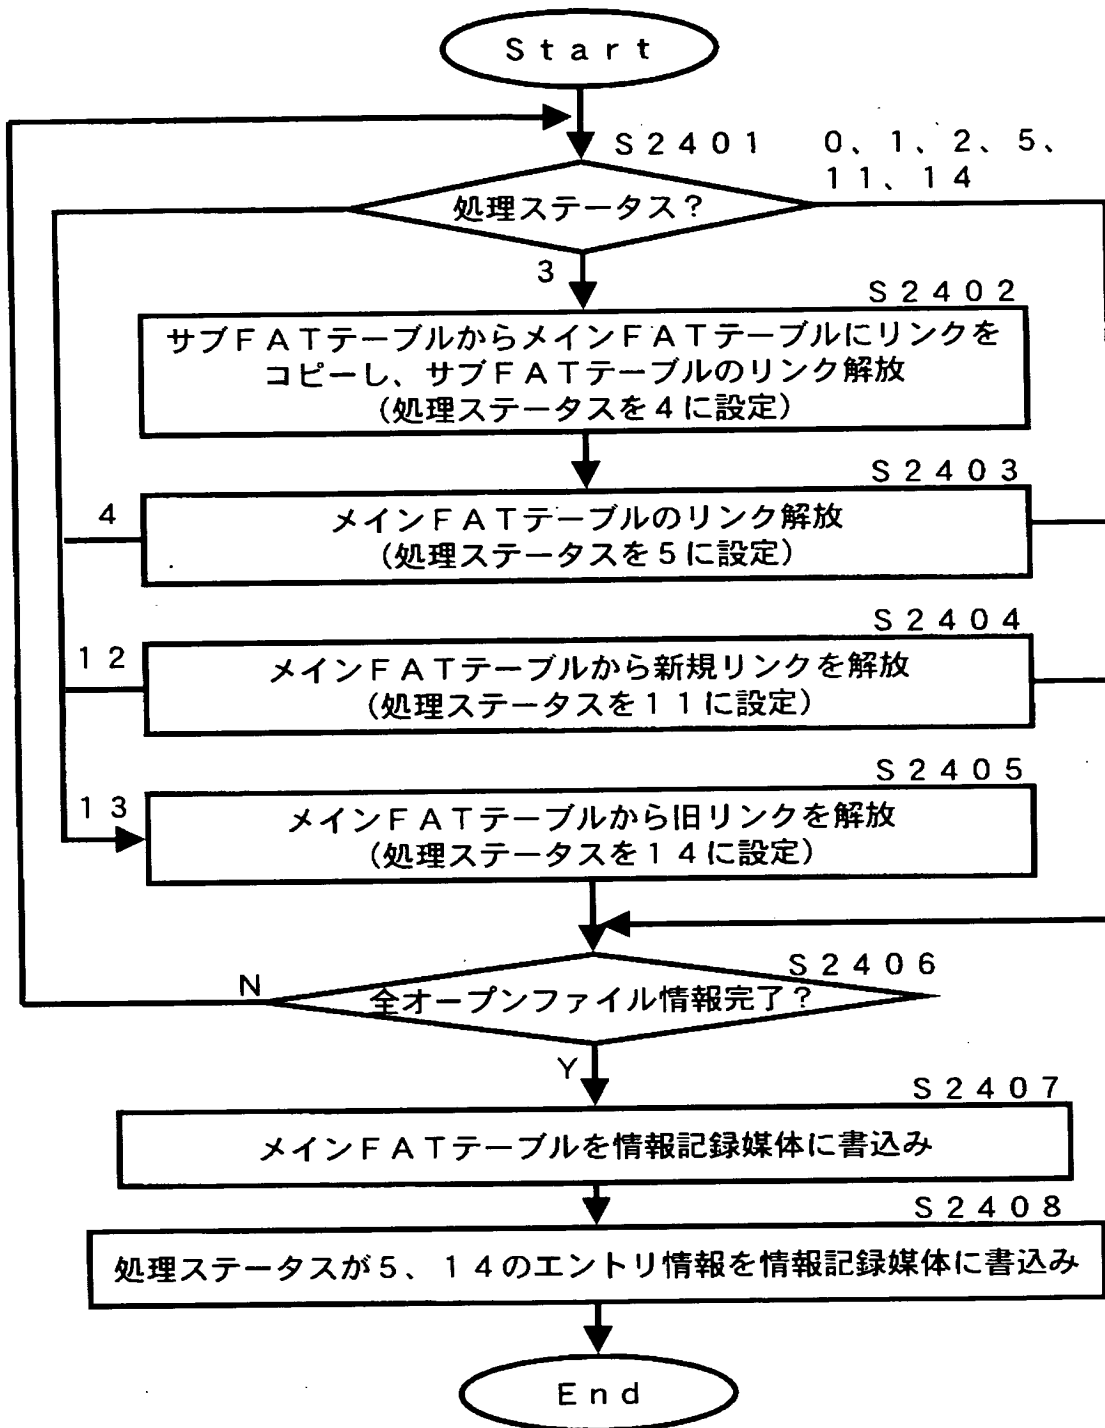 Start
S2401
0、1、2、5、
11、14
処理ステータス?
3
S2402
サブFATテーブルからメインFATテーブルにリンクを
コピーし、サブFATテーブルのリンク解放
(処理ステータスを4に設定)
S2403
4
メインFATテーブルのリンク解放
(処理ステータスを5に設定)
S2404
12
メインFATテーブルから新規リンクを解放
(処理ステータスを11に設定)
S2405
13
メインFATテーブルから旧リンクを解放
(処理ステータスを14に設定)
S2406
N
全オープンファイル情報完了?
Y
S2407
メインFATテーブルを情報記録媒体に書込み
S2408
処理ステータスが5、14のエントリ情報を情報記録媒体に書込み
End